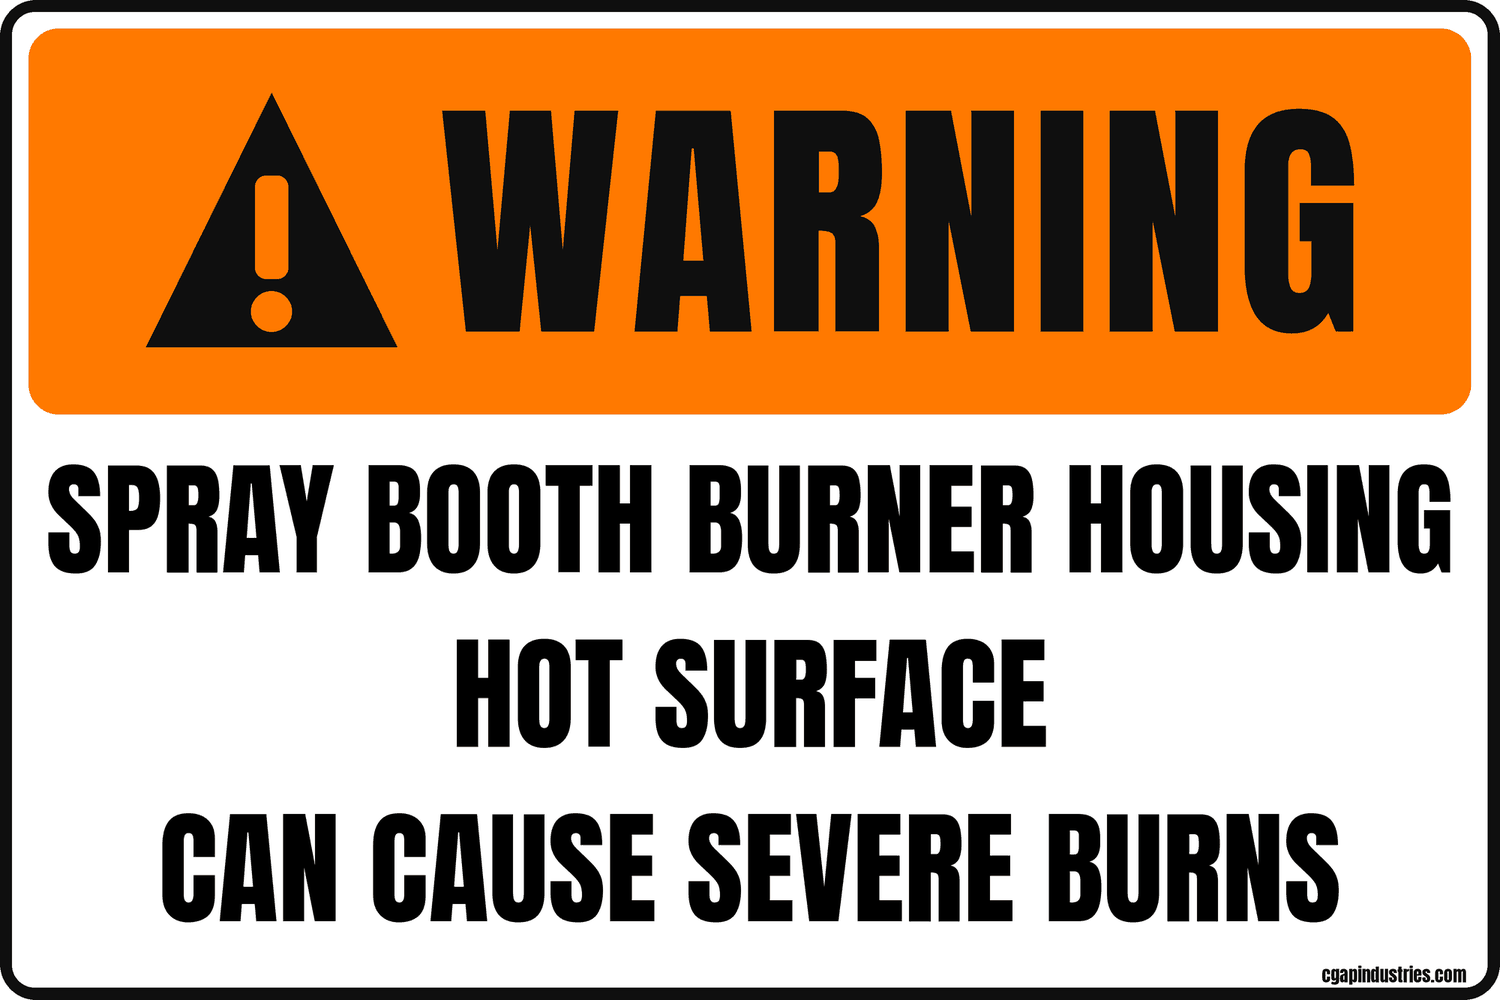 WARNING
SPRAY BOOTH BURNER HOUSING
HOT SURFACE
CAN CAUSE SEVERE BURNS
cgapindustries.com